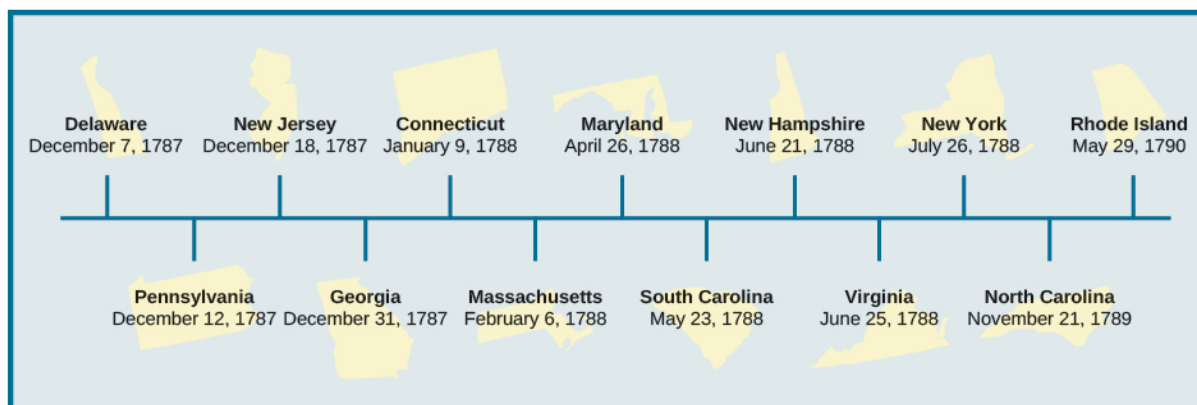 Delaware
December 7, 1787
New Jersey
December 18, 1787
Connecticut
January 9, 1788
Maryland
April 26, 1788
New Hampshire
June 21, 1788
New York
July 26, 1788
Rhode Island
May 29, 1790
Pennsylvania
December 12, 1787
Georgia
December 31, 1787
Massachusetts
February 6, 1788
South Carolina
May 23, 1788
Virginia
June 25, 1788
North Carolina
November 21, 1789